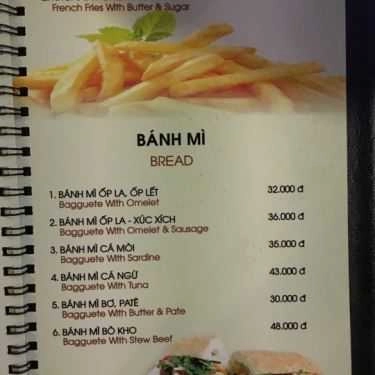 French Fries With Butter & Sugar
BÁNH MÌ
BREAD
1. BÁNH MÌ ỐP LA, ỐP LẾT 32.000 đ
Bagguete With Omelet
2. BÁNH MÌ ỐP LA - XÚC XÍCH 36.000 đ
Bagguete With Omelet & Sausage
3. BÁNH MÌ CÁ MÒI 35.000 đ
Bagguete With Sardine
4. BÁNH MÌ CÁ NGỪ 43.000 đ
Bagguete With Tuna
5. BÁNH MÌ BƠ, PATÊ 30.000 đ
Bagguete With Butter & Pate
6. BÁNH MÌ BÒ KHO 48.000 đ
Bagguete With Stew Beef